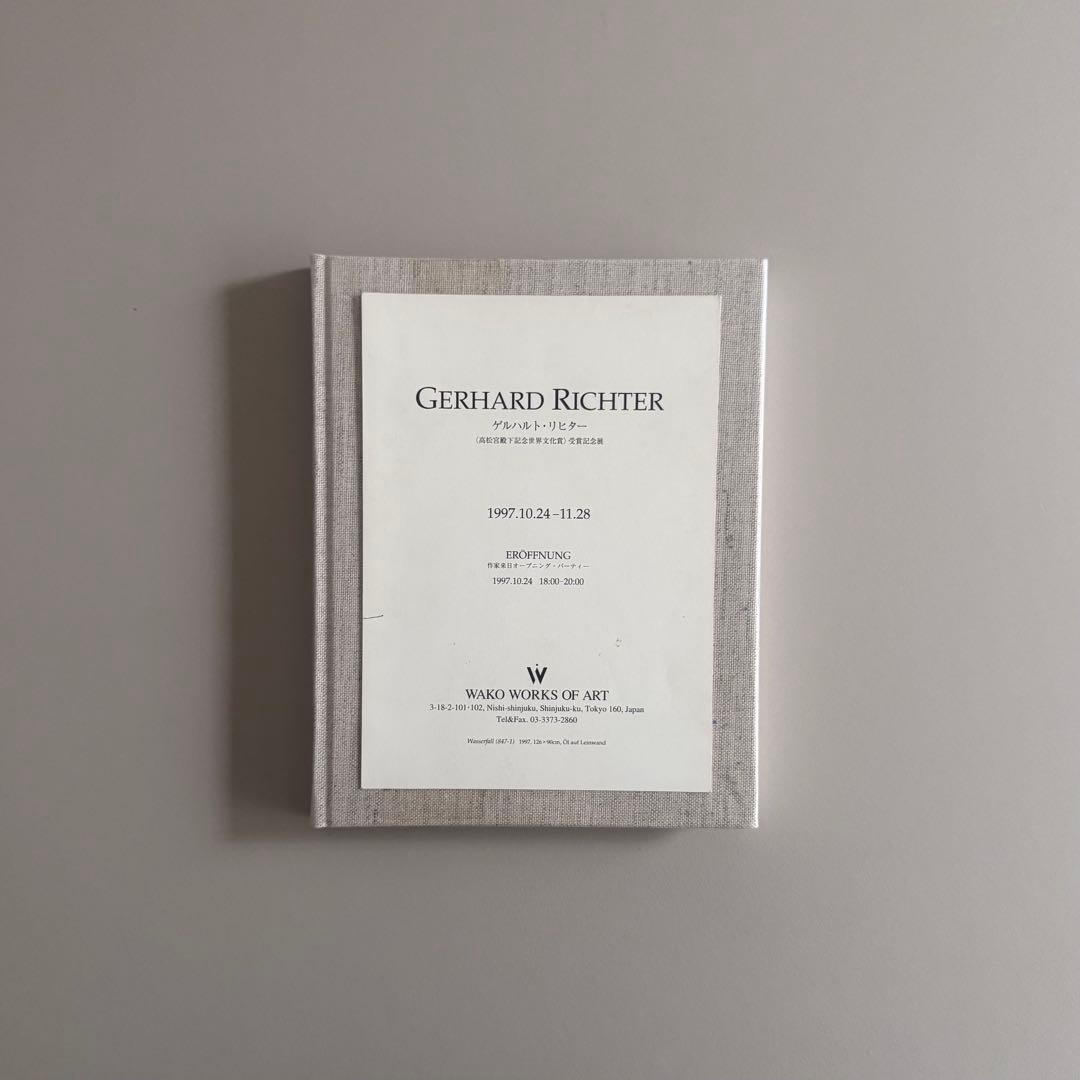 GERHARD RICHTER
ゲルハルト・リヒター
〈高松宮殿下記念世界文化賞〉受賞記念展
1997.10.24–11.28
ERÖFFNUNG
作家来日オープニング・パーティー
1997.10.24 18:00–20:00
W
WAKO WORKS OF ART
3-18-2-101·102, Nishi-shinjuku, Shinjuku-ku, Tokyo 160, Japan
Tel&Fax. 03-3373-2860
Wasserfall (847-1) 1997, 126×90cm, Öl auf Leinwand